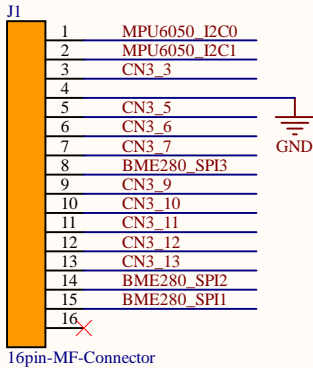 J1
1 MPU6050_I2C0
2 MPU6050_I2C1
3 CN3_3
4
5 CN3_5
6 CN3_6
GND
7 CN3_7
8 BME280_SPI3
9 CN3_9
10 CN3_10
11 CN3_11
12 CN3_12
13 CN3_13
14 BME280_SPI2
15 BME280_SPI1
16
16pin-MF-Connector